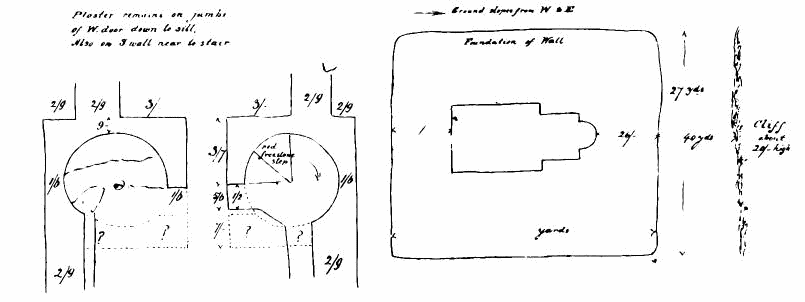 Plaster remains on jambs
of W. door down to sill.
Also on S wall near to stair
Ground slopes from W to E
Foundation of Wall
2/9 2/9 3/
9"
1/6 1/6
? ?
2/9
3/. 2/9 2/9
3/7
red
freestone
step
1/6
1/2
? ?
2/9
27 yds
40 yds
20/-
yards
Cliff
about
20/- high